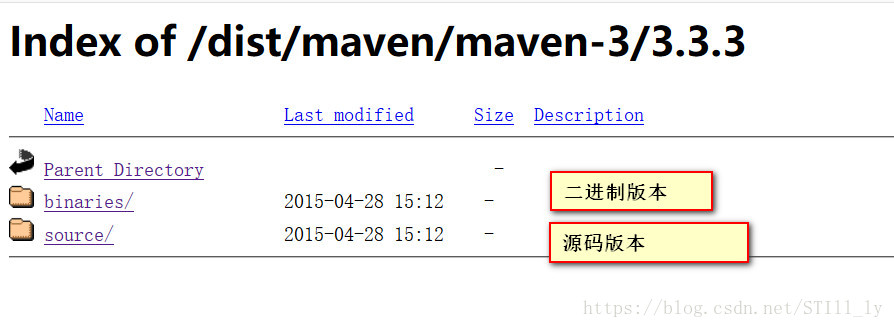 Index of /dist/maven/maven-3/3.3.3
Name Last modified Size Description
Parent Directory -
binaries/ 2015-04-28 15:12 - 二进制版本
source/ 2015-04-28 15:12 - 源码版本
https://blog.csdn.net/STIll_ly